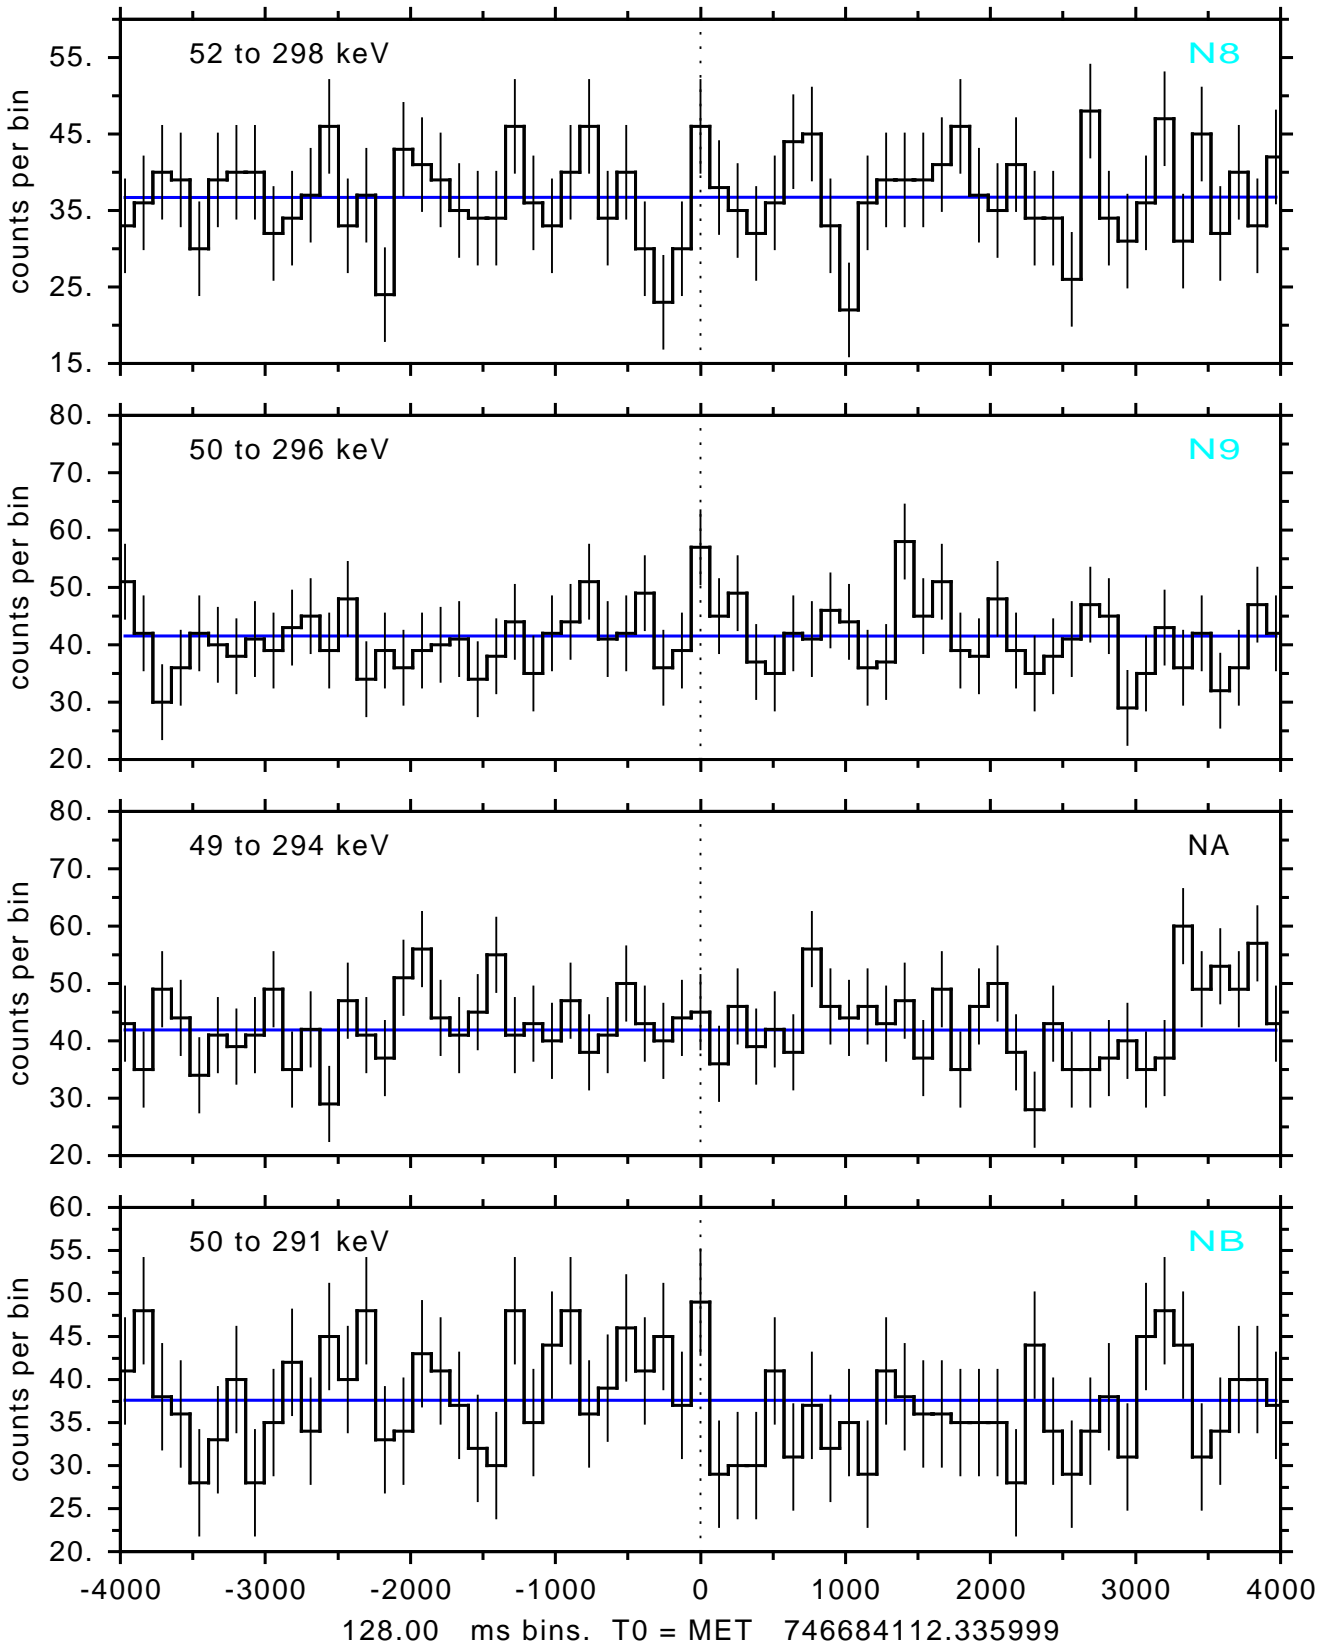 52 to 298 keV N8
55.
45.
35.
25.
15.
counts per bin
80.
50 to 296 keV N9
70.
60.
50.
40.
30.
20.
counts per bin
80.
49 to 294 keV NA
70.
60.
50.
40.
30.
20.
counts per bin
60.
50 to 291 keV NB
55.
50.
45.
40.
35.
30.
25.
20.
counts per bin
-4000 -3000 -2000 -1000 0 1000 2000 3000 4000
128.00 ms bins. T0 = MET 746684112.335999